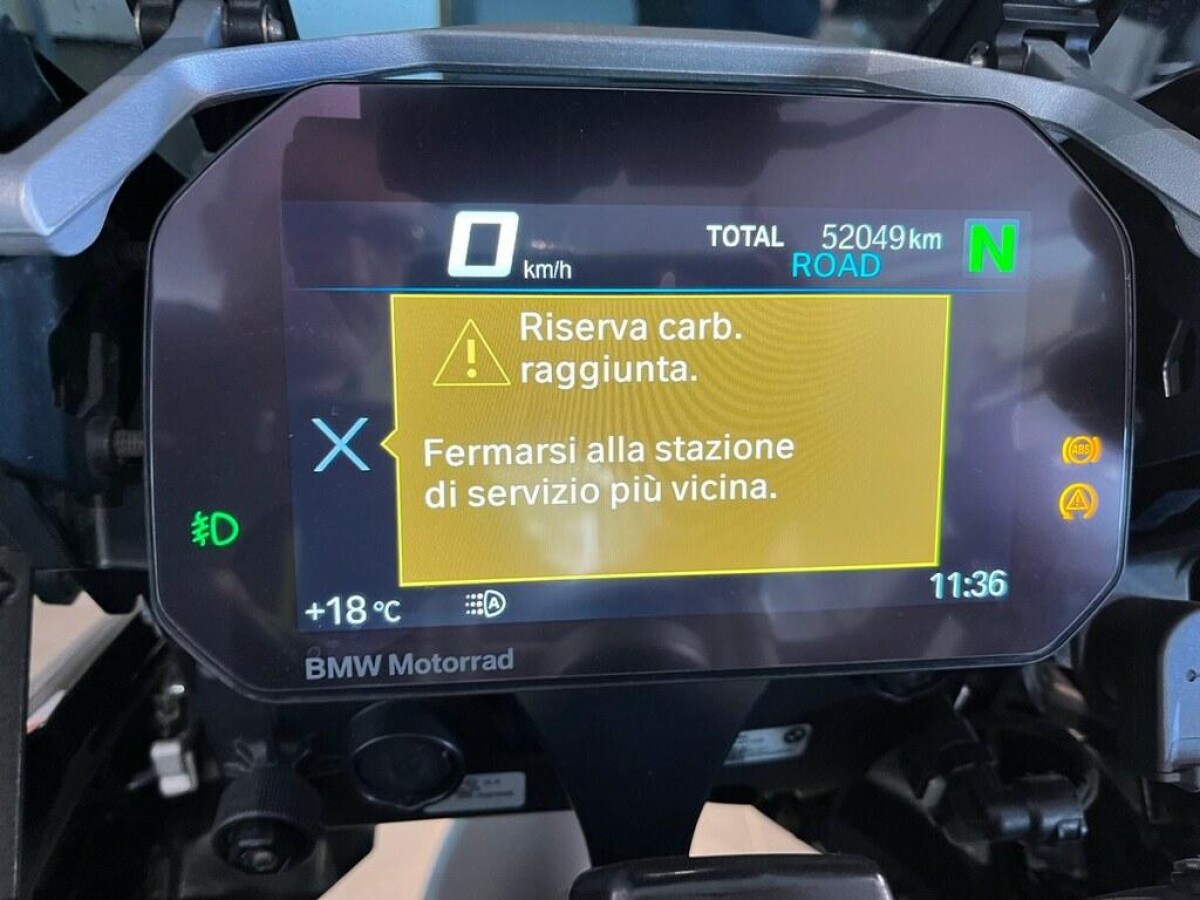 0 km/h
TOTAL 52049 km
ROAD
N
Riserva carb.
raggiunta.
Fermarsi alla stazione
di servizio più vicina.
ABS
+18 °C
A
11:36
BMW Motorrad